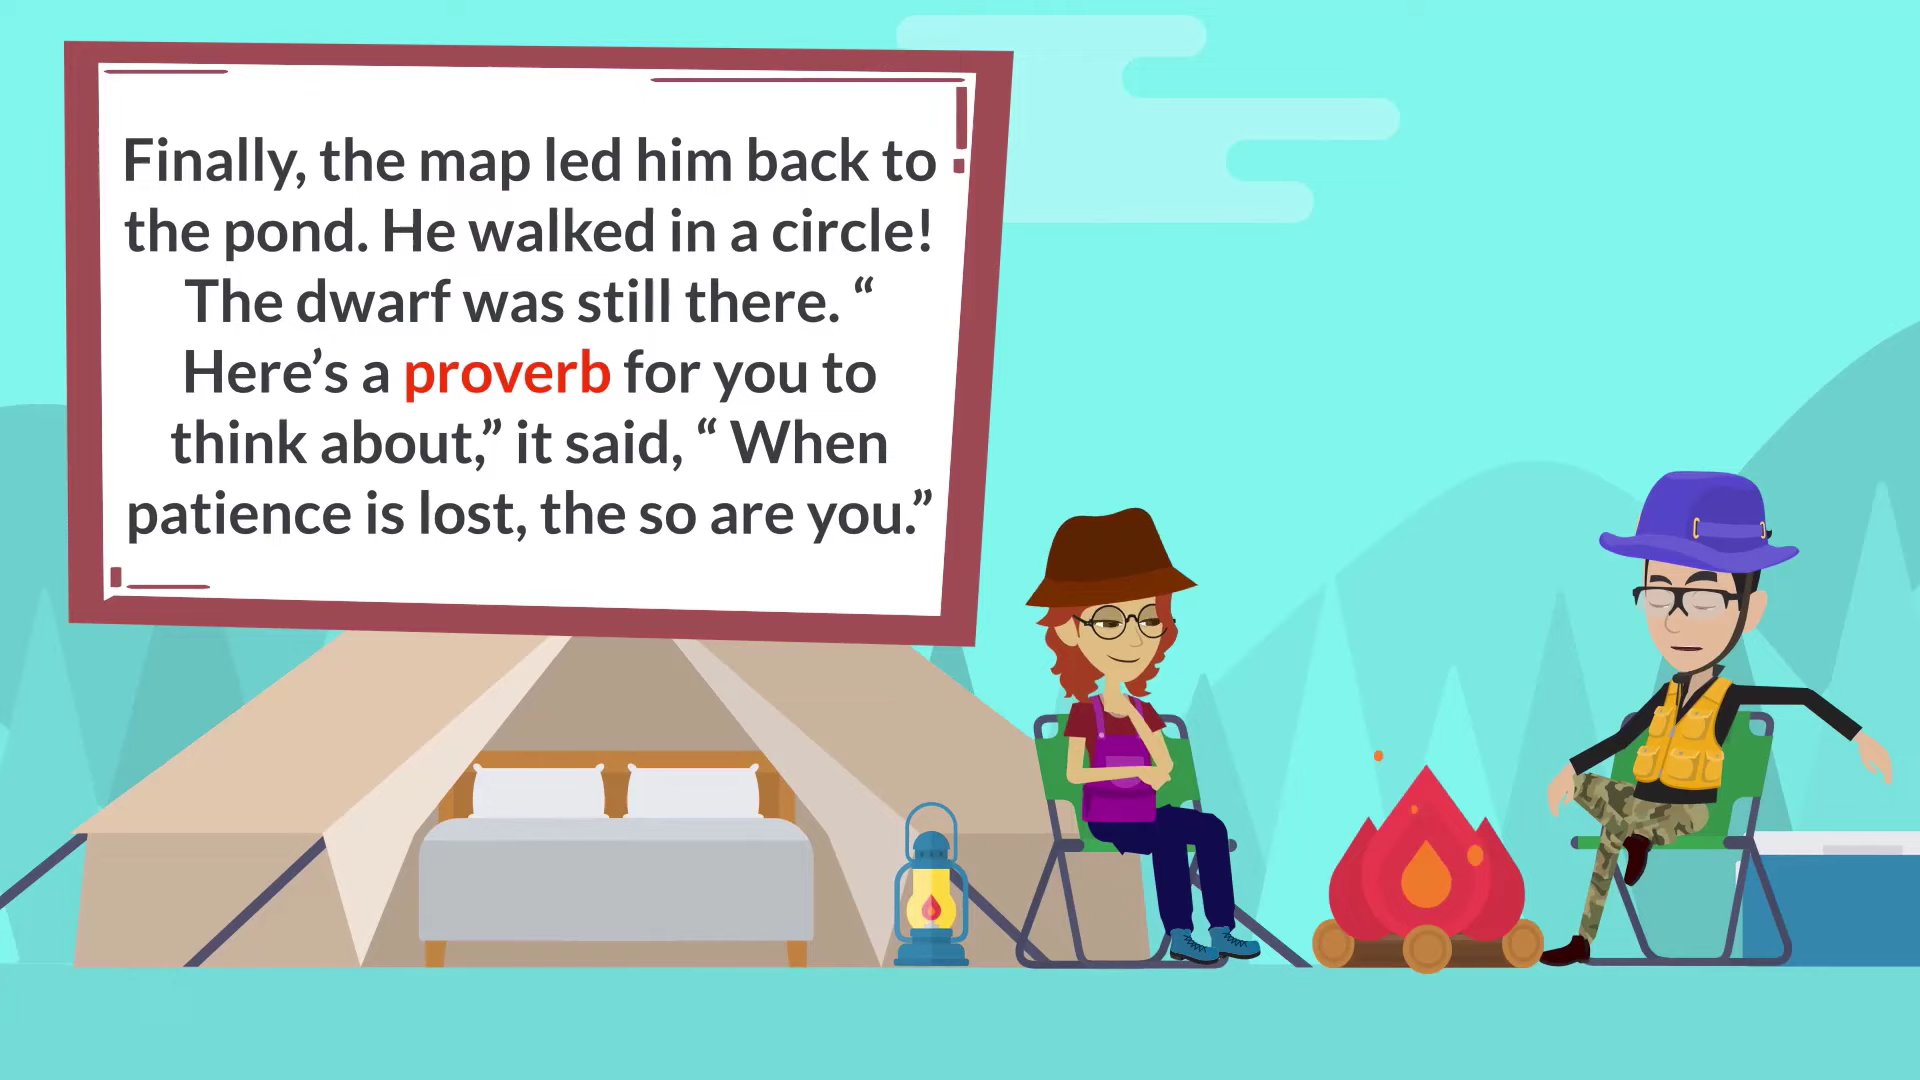 Finally, the map led him back to
the pond. He walked in a circle!
The dwarf was still there. “
Here’s a proverb for you to
think about,” it said, “ When
patience is lost, the so are you.”